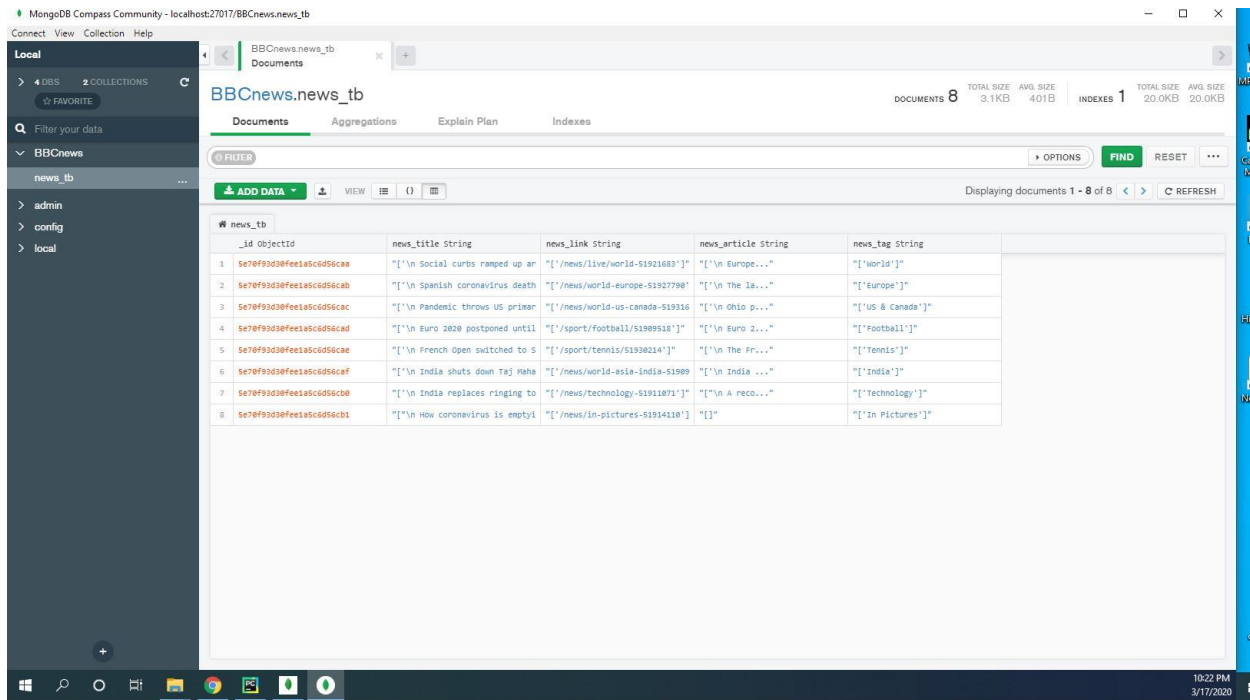 MongoDB Compass Community - localhost:27017/BBCnews.news_tb
Connect View Collection Help
Local
4 DBS 2 COLLECTIONS
FAVORITE
Filter your data
BBCnews
news_tb
...
admin
config
local
BBCnews.news_tb
Documents
BBCnews.news_tb
DOCUMENTS 8 TOTAL SIZE 3.1KB AVG. SIZE 401B INDEXES 1 TOTAL SIZE 20.0KB AVG. SIZE 20.0KB
Documents Aggregations Explain Plan Indexes
FILTER OPTIONS FIND RESET ...
ADD DATA VIEW {} Displaying documents 1 - 8 of 8 < > REFRESH
news_tb
_id ObjectId news_title String news_link String news_article String news_tag String
1 5e70f93d30fee1a5c6d56caa "['\n Social curbs ramped up ar "['/news/live/world-51921683']" "['\n Europe..." "['World']"
2 5e70f93d30fee1a5c6d56cab "['\n Spanish coronavirus death "['/news/world-europe-51927790' "['\n The la..." "['Europe']"
3 5e70f93d30fee1a5c6d56cac "['\n Pandemic throws US primar "['/news/world-us-canada-519316 "['\n Ohio p..." "['US & Canada']"
4 5e70f93d30fee1a5c6d56cad "['\n Euro 2020 postponed until "['/sport/football/51909518']" "['\n Euro 2..." "['Football']"
5 5e70f93d30fee1a5c6d56cae "['\n French Open switched to S "['/sport/tennis/51930214']" "['\n The Fr..." "['Tennis']"
6 5e70f93d30fee1a5c6d56caf "['\n India shuts down Taj Maha "['/news/world-asia-india-51909 "['\n India ..." "['India']"
7 5e70f93d30fee1a5c6d56cb0 "['\n India replaces ringing to "['/news/technology-51911071']" "["\n A reco..." "['Technology']"
8 5e70f93d30fee1a5c6d56cb1 "["\n How coronavirus is emptyi "['/news/in-pictures-51914110'] "[]" "['In Pictures']"
10:22 PM
3/17/2020